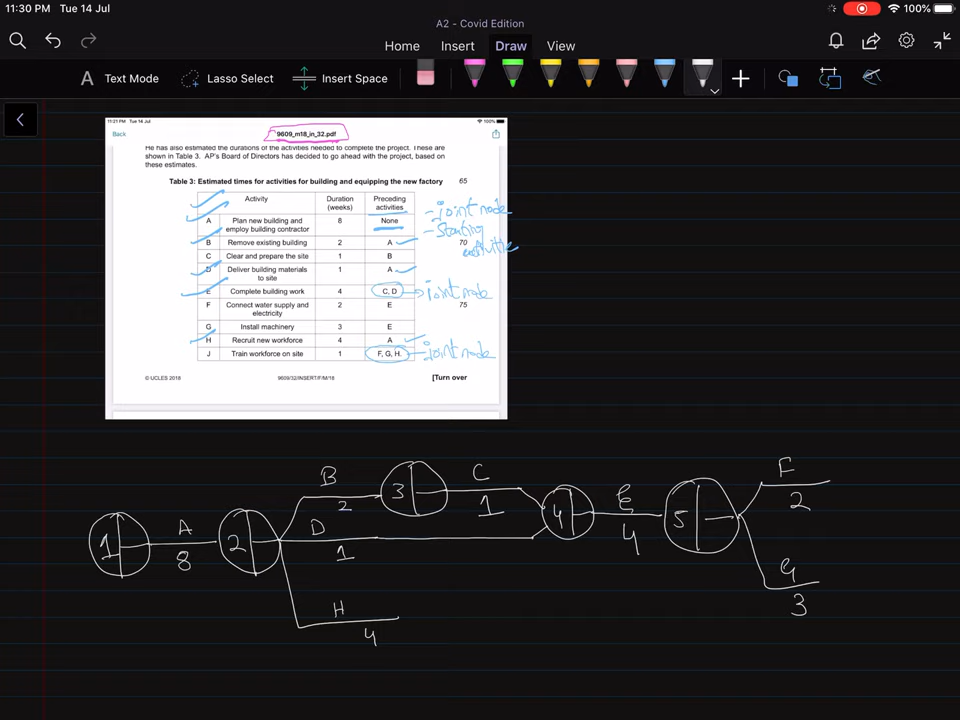 11:30 PM Tue 14 Jul
100%
A2 - Covid Edition
Home Insert Draw View
A Text Mode Lasso Select Insert Space
11:21 PM Tue 14 Jul
100%
Back 9609_m18_in_32.pdf
He has also estimated the durations of the activities needed to complete the project. These are
shown in Table 3. AP's Board of Directors has decided to go ahead with the project, based on
these estimates.
Table 3: Estimated times for activities for building and equipping the new factory 65
Activity Duration (weeks) Preceding activities
A Plan new building and employ building contractor 8 None
- joint node
- Starting
B Remove existing building 2 A 70
C Clear and prepare the site 1 B
D Deliver building materials to site 1 A
E Complete building work 4 C, D joint node
F Connect water supply and electricity 2 E 75
G Install machinery 3 E
H Recruit new workforce 4 A
J Train workforce on site 1 F, G, H. joint node
© UCLES 2018 9609/32/INSERT/F/M/18 [Turn over
1 A 8
2 B 2
3 C 1
D 1
H 4
4 E 4
5 F 2
G 3